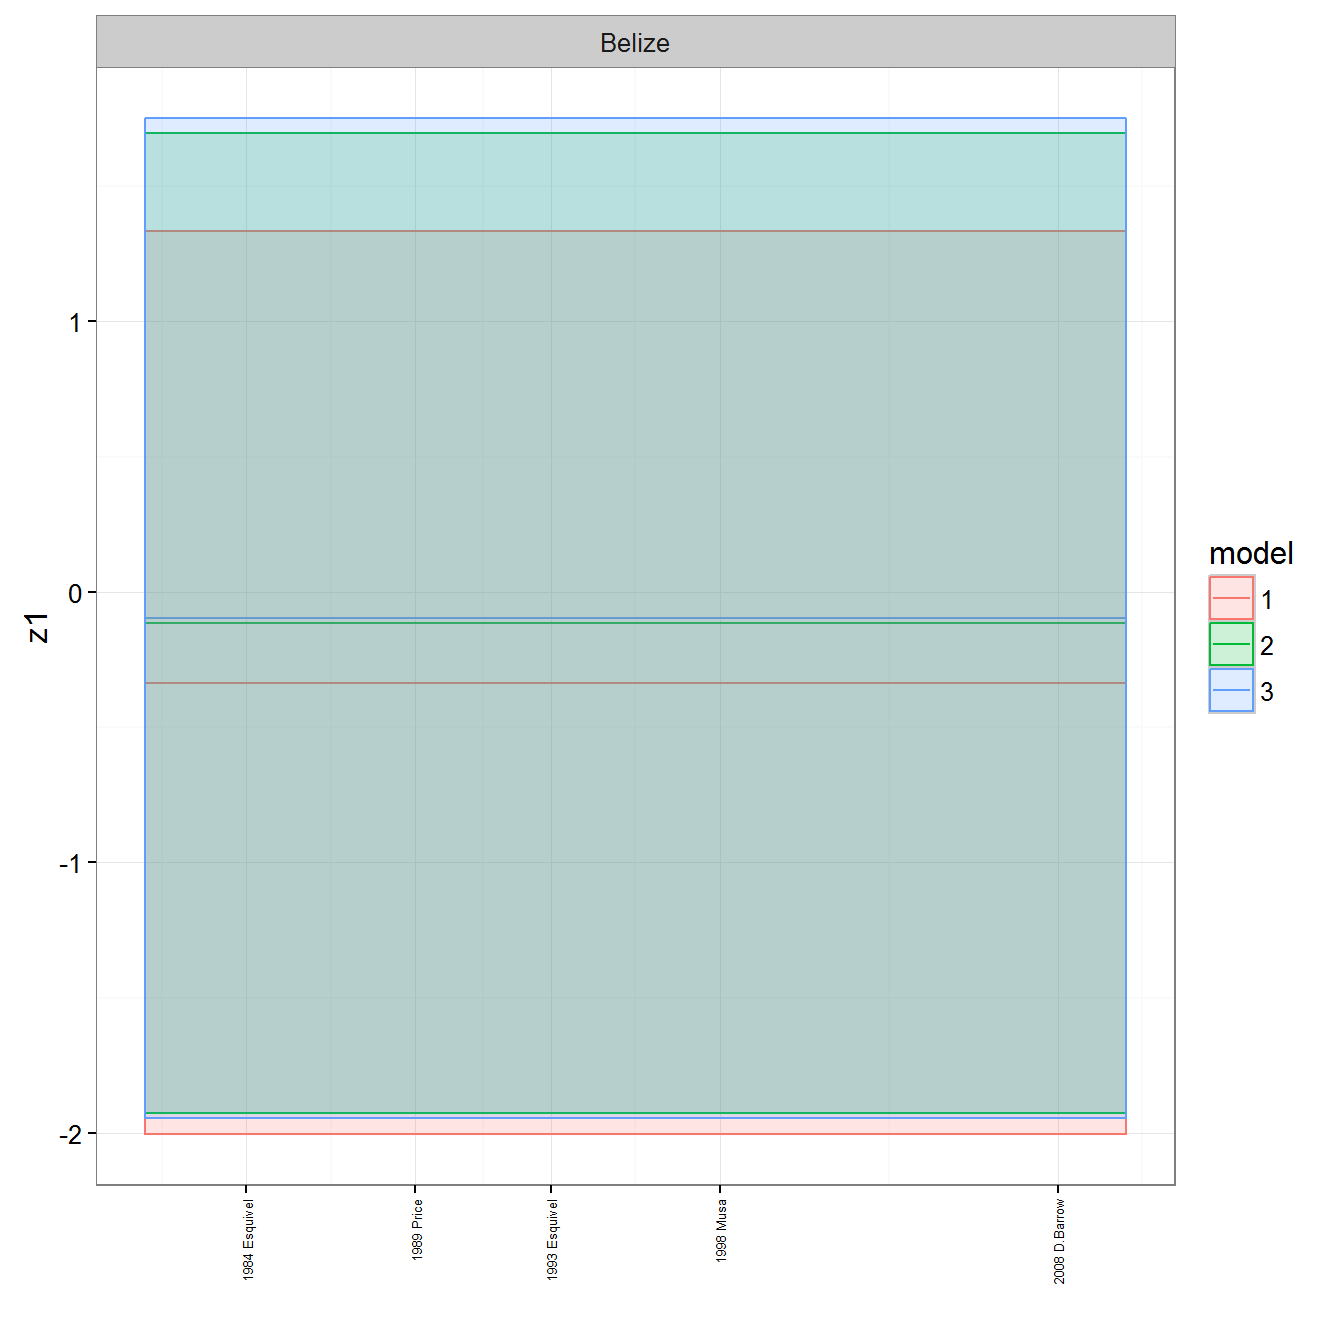 Belize
z1
1
0
-1
-2
1984 Esquivel
1989 Price
1993 Esquivel
1998 Musa
2008 D.Barrow
model
1
2
3